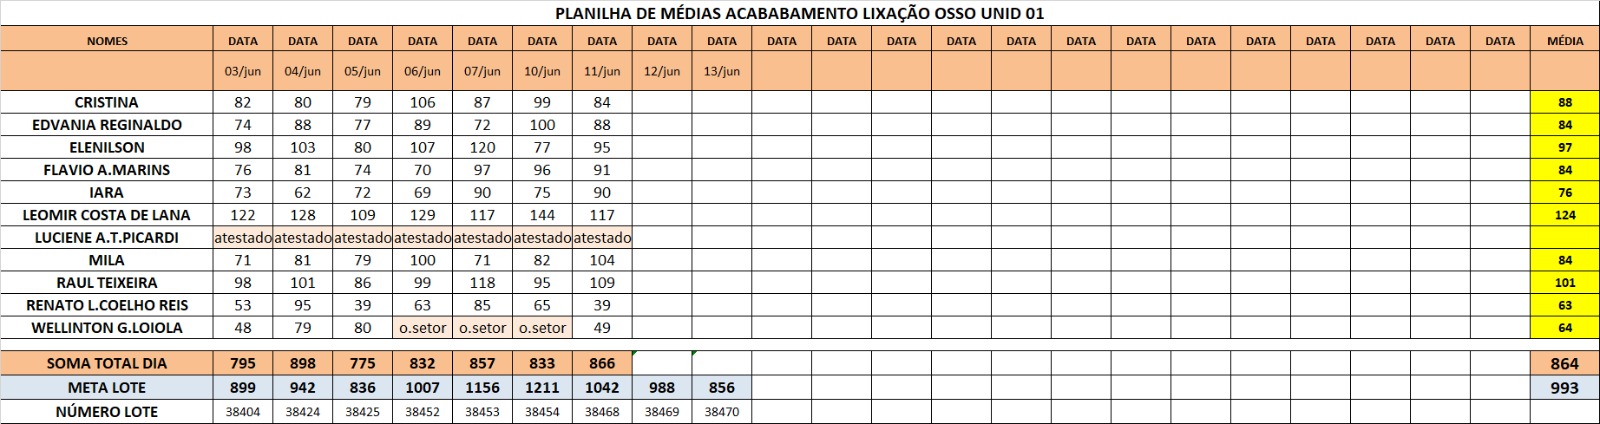 PLANILHA DE MÉDIAS ACABABAMENTO LIXAÇÃO OSSO UNID 01
NOMES DATA DATA DATA DATA DATA DATA DATA DATA DATA DATA DATA DATA DATA DATA DATA DATA DATA DATA DATA DATA DATA DATA MÉDIA
03/jun 04/jun 05/jun 06/jun 07/jun 10/jun 11/jun 12/jun 13/jun
CRISTINA 82 80 79 106 87 99 84 88
EDVANIA REGINALDO 74 88 77 89 72 100 88 84
ELENILSON 98 103 80 107 120 77 95 97
FLAVIO A.MARINS 76 81 74 70 97 96 91 84
IARA 73 62 72 69 90 75 90 76
LEOMIR COSTA DE LANA 122 128 109 129 117 144 117 124
LUCIENE A.T.PICARDI atestado atestado atestado atestado atestado atestado atestado
MILA 71 81 79 100 71 82 104 84
RAUL TEIXEIRA 98 101 86 99 118 95 109 101
RENATO L.COELHO REIS 53 95 39 63 85 65 39 63
WELLINTON G.LOIOLA 48 79 80 o.setor o.setor o.setor 49 64
SOMA TOTAL DIA 795 898 775 832 857 833 866 864
META LOTE 899 942 836 1007 1156 1211 1042 988 856 993
NÚMERO LOTE 38404 38424 38425 38452 38453 38454 38468 38469 38470